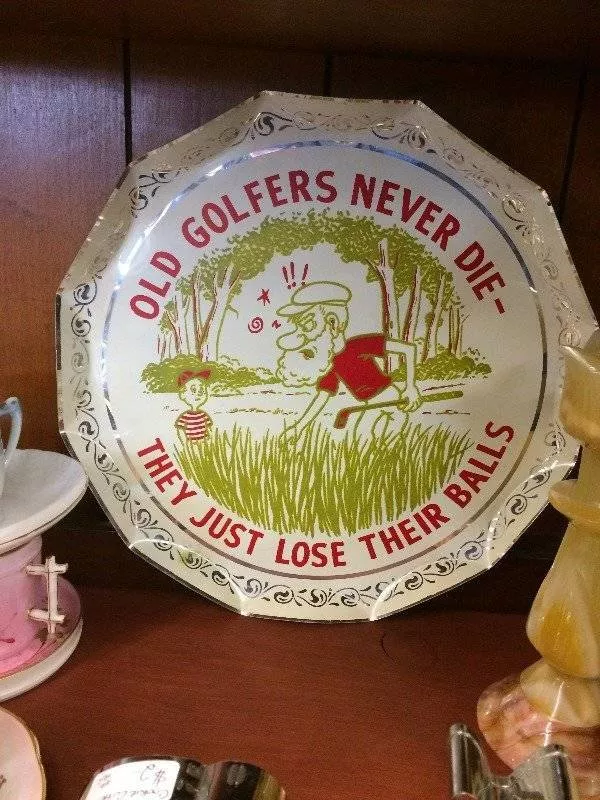 OLD GOLFERS NEVER DIE-
!!!
THEY JUST LOSE THEIR BALLS